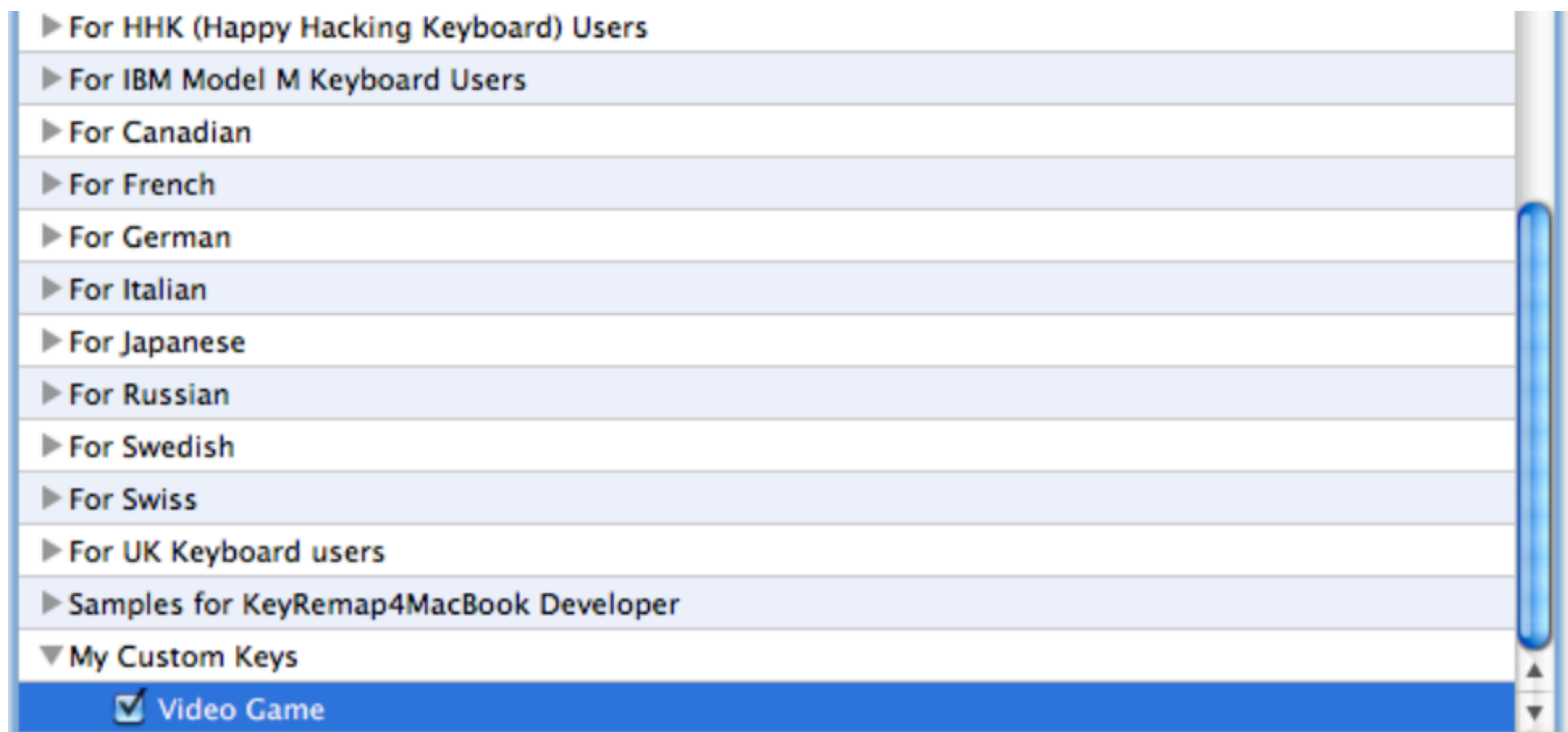 For HHK (Happy Hacking Keyboard) Users
For IBM Model M Keyboard Users
For Canadian
For French
For German
For Italian
For Japanese
For Russian
For Swedish
For Swiss
For UK Keyboard users
Samples for KeyRemap4MacBook Developer
My Custom Keys
Video Game